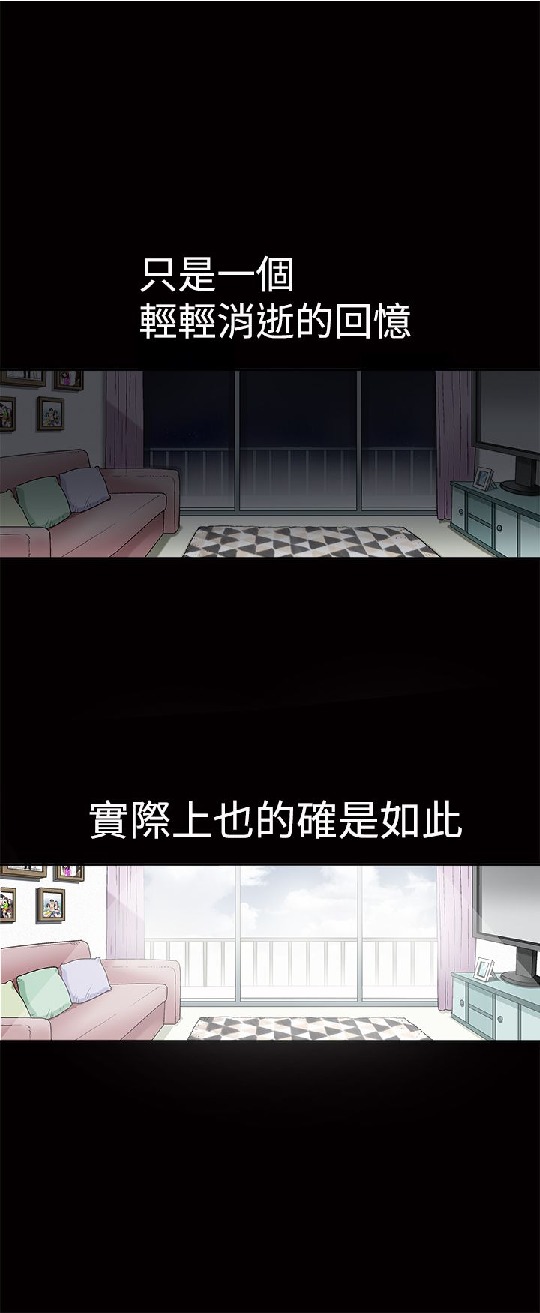 只是一個
輕輕消逝的回憶
實際上也的確是如此